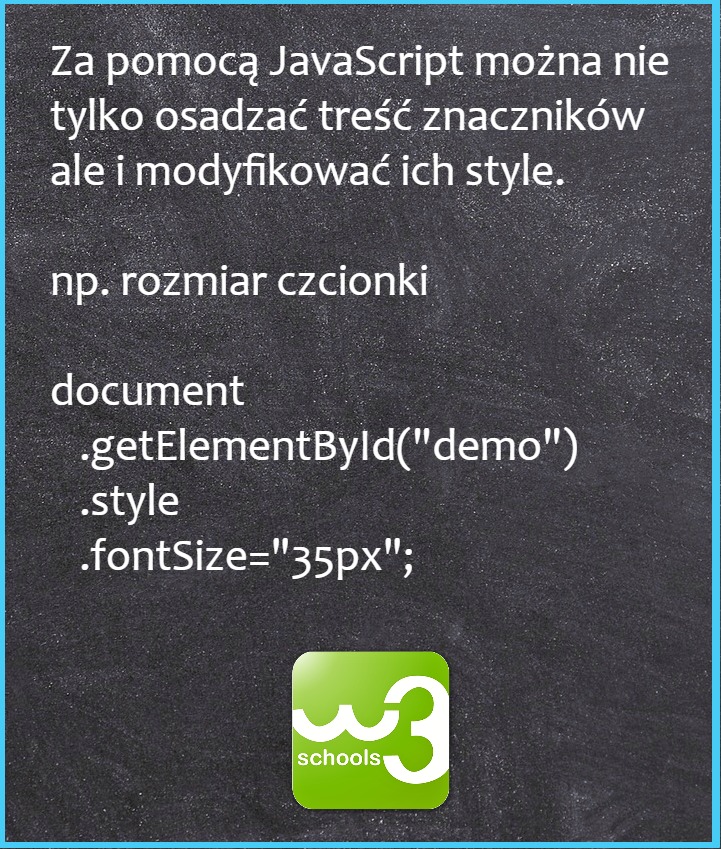 Za pomocą JavaScript można nie
tylko osadzać treść znaczników
ale i modyfikować ich style.
np. rozmiar czcionki
document
.getElementById("demo")
.style
.fontSize="35px";
w3
schools